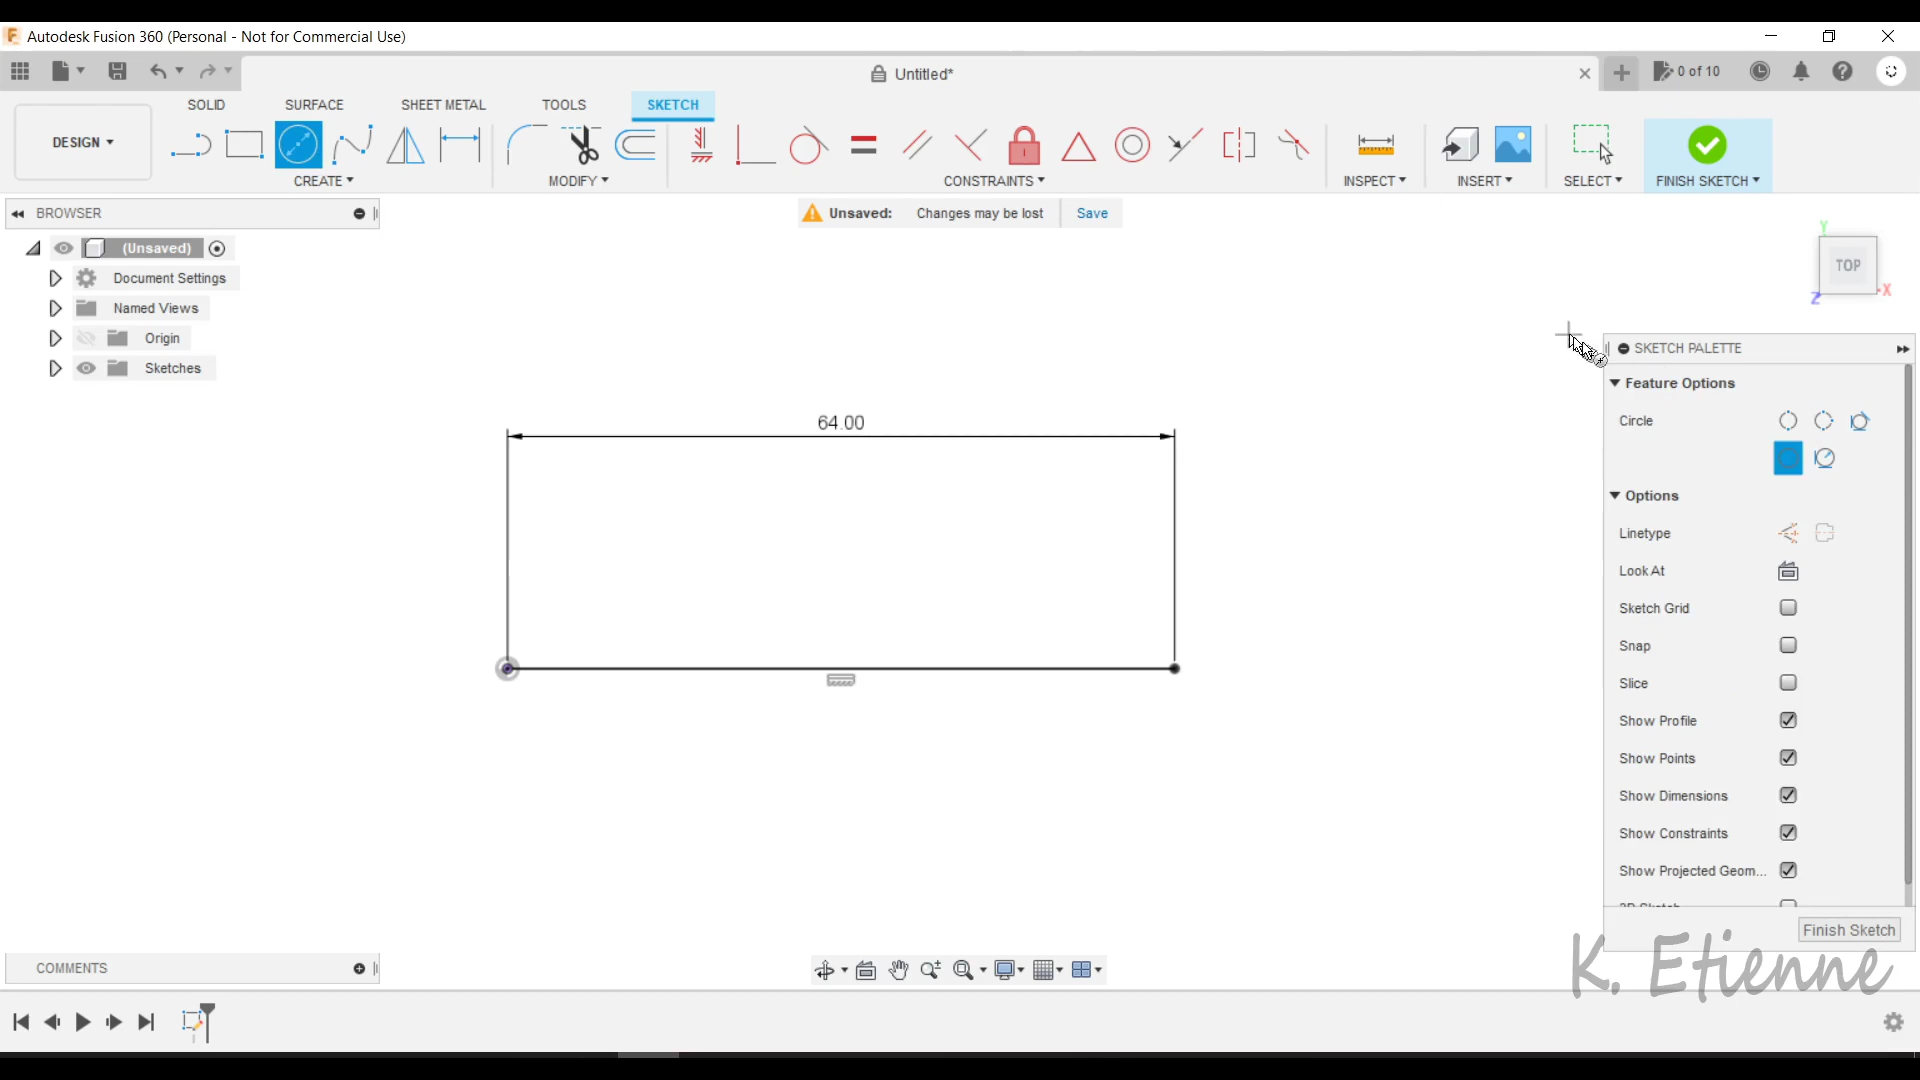 Autodesk Fusion 360 (Personal - Not for Commercial Use)
Untitled*
0 of 10
SOLID SURFACE SHEET METAL TOOLS SKETCH
DESIGN
CREATE MODIFY CONSTRAINTS INSPECT INSERT SELECT FINISH SKETCH
BROWSER
Unsaved: Changes may be lost Save
(Unsaved)
Document Settings
Named Views
Origin
Sketches
Y
TOP
X
Z
SKETCH PALETTE
Feature Options
Circle
Options
Linetype
Look At
Sketch Grid
Snap
Slice
Show Profile
Show Points
Show Dimensions
Show Constraints
Show Projected Geom...
Finish Sketch
64.00
COMMENTS
K. Etienne